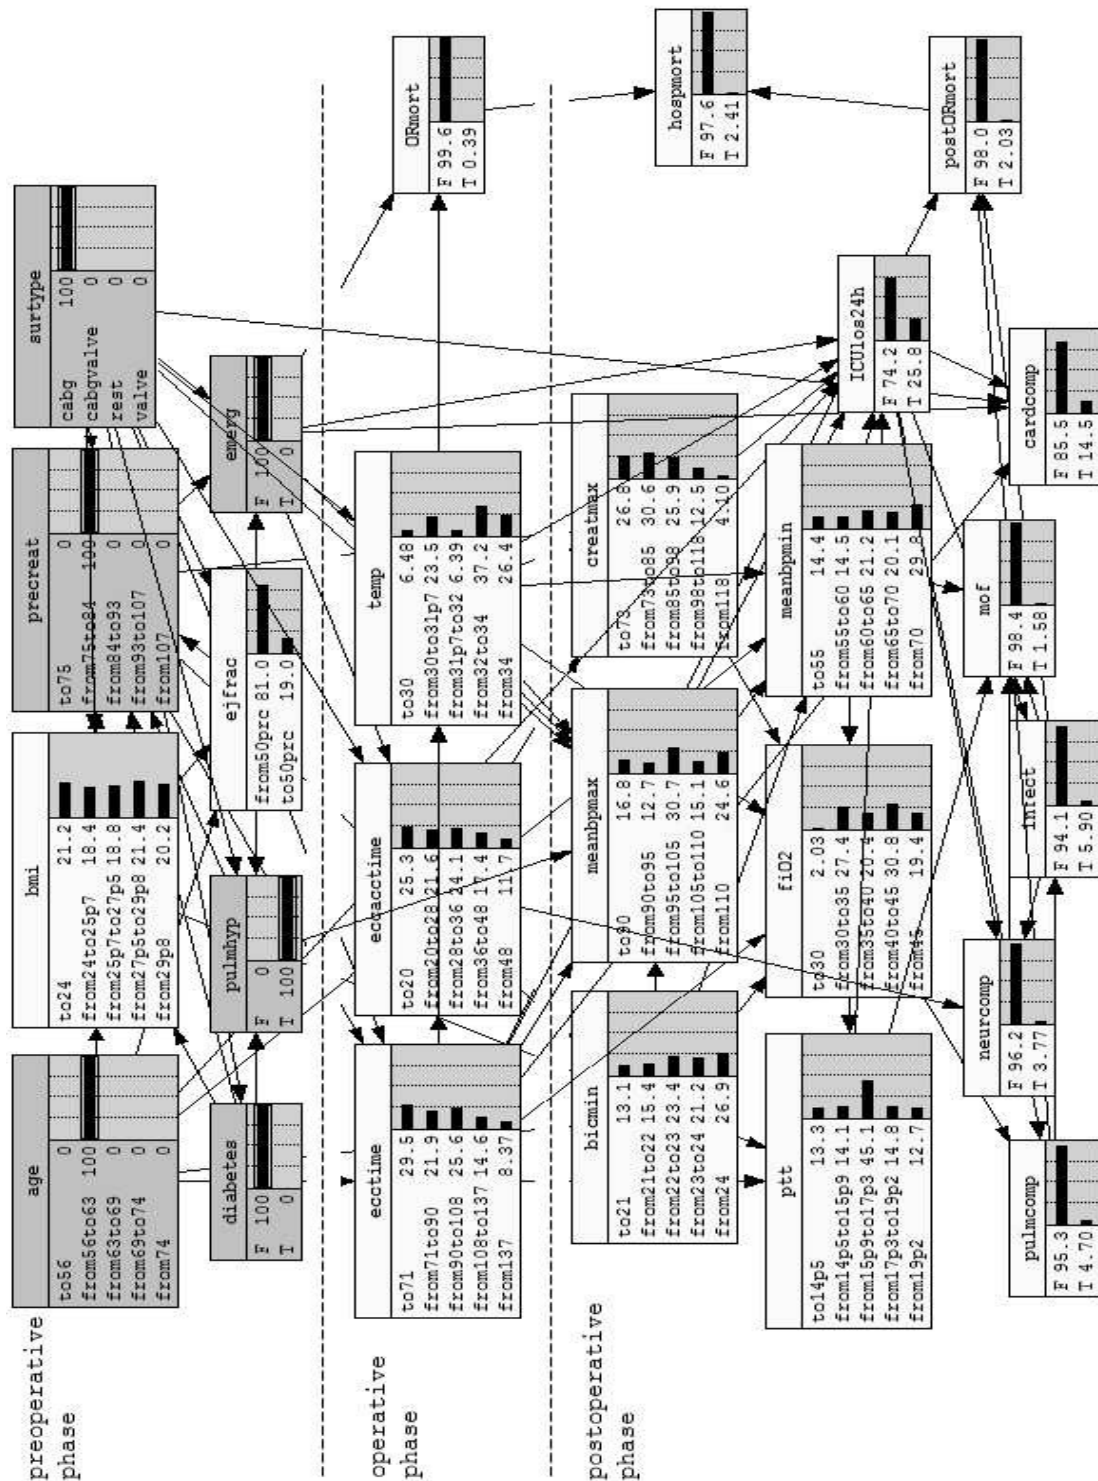 preoperative
phase
age
to56 0
from56to63 100
from63to69 0
from69to74 0
from74 0
bmi
to24 21.2
from24to25p7 18.4
from25p7to27p5 18.8
from27p5to29p8 21.4
from29p8 20.2
precreat
to75 0
from75to84 100
from84to93 0
from93to107 0
from107 0
surtype
cabg 100
cabgvalve 0
rest 0
valve 0
diabetes
F 100
T 0
pulmhyp
F 0
T 100
ejfrac
from50prc 81.0
to50prc 19.0
emerg
F 100
T 0
operative
phase
ecctime
to71 29.5
from71to90 21.9
from90to108 25.6
from108to137 14.6
from137 8.37
eccacctime
to20 25.3
from20to28 21.6
from28to36 24.1
from36to48 17.4
from48 11.7
temp
to30 6.48
from30to31p7 23.5
from31p7to32 6.39
from32to34 37.2
from34 26.4
ORmort
F 99.6
T 0.39
postoperative
phase
bicmin
to21 13.1
from21to22 15.4
from22to23 23.4
from23to24 21.2
from24 26.9
meanbpmax
to90 16.8
from90to95 12.7
from95to105 30.7
from105to110 15.1
from110 24.6
creatmax
to73 26.8
from73to85 30.6
from85to98 25.9
from98to118 12.5
from118 4.10
hospmort
F 97.6
T 2.41
ptt
to14p5 13.3
from14p5to15p9 14.1
from15p9to17p3 45.1
from17p3to19p2 14.8
from19p2 12.7
fiO2
to30 2.03
from30to35 27.4
from35to40 20.4
from40to45 30.8
from45 19.4
meanbpmin
to55 14.4
from55to60 14.5
from60to65 21.2
from65to70 20.1
from70 29.8
ICUlos24h
F 74.2
T 25.8
postORmort
F 98.0
T 2.03
pulmcomp
F 95.3
T 4.70
neurcomp
F 96.2
T 3.77
infect
F 94.1
T 5.90
mof
F 98.4
T 1.58
cardcomp
F 85.5
T 14.5